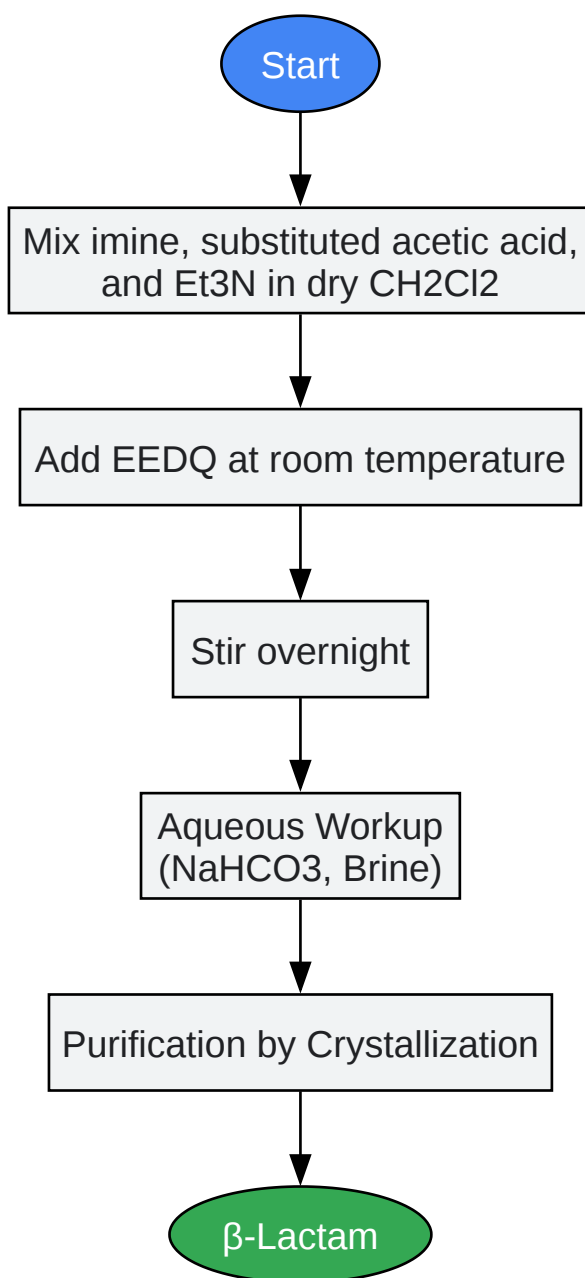 Start
Mix imine, substituted acetic acid,
and Et3N in dry CH2Cl2
Add EEDQ at room temperature
Stir overnight
Aqueous Workup
(NaHCO3, Brine)
Purification by Crystallization
β-Lactam